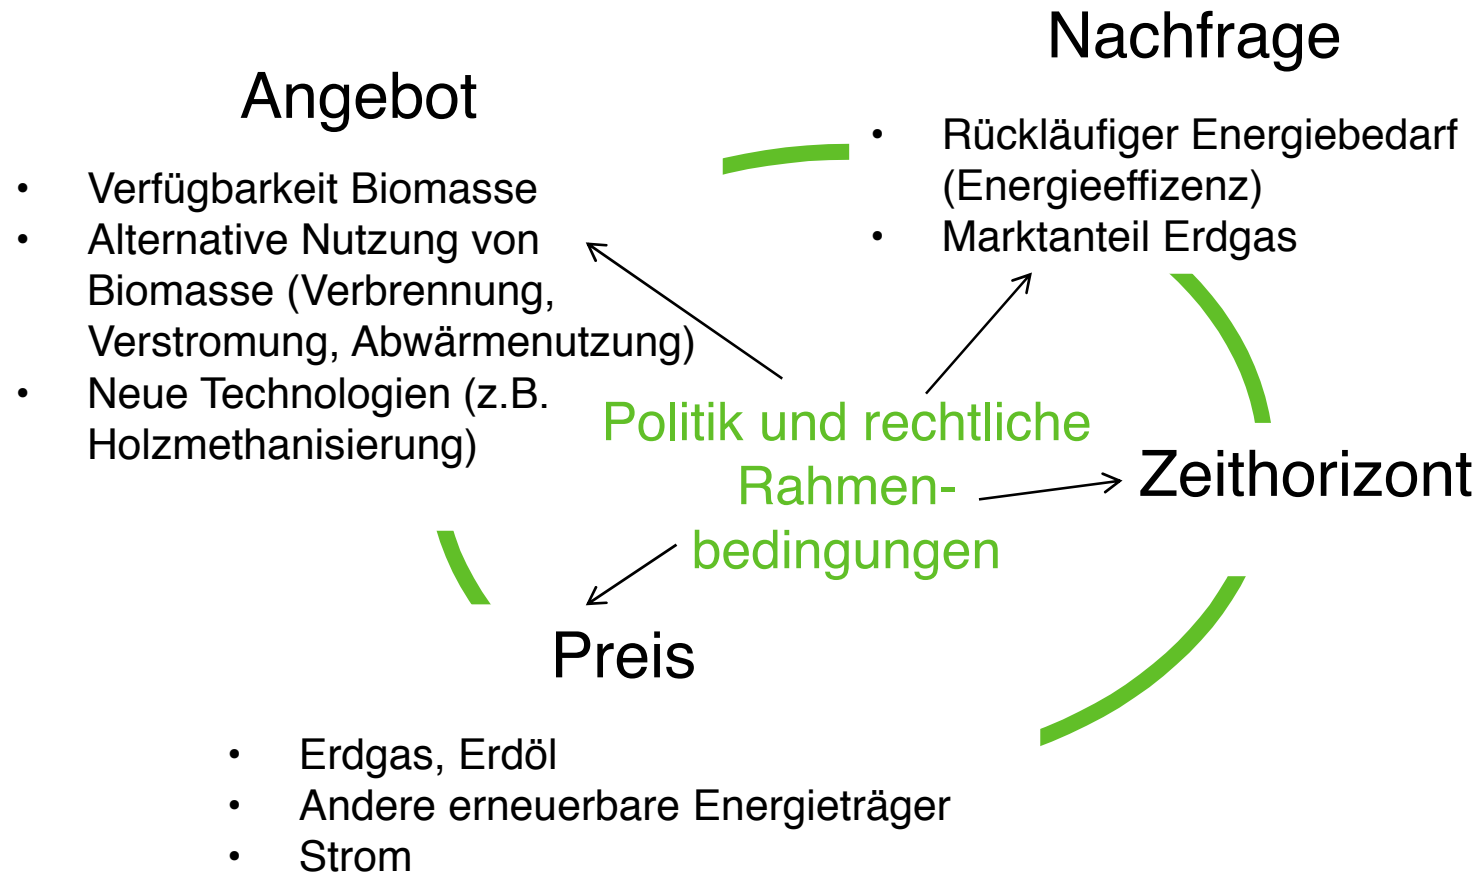 Nachfrage
Angebot
• Rückläufiger Energiebedarf
(Energieeffizenz)
• Marktanteil Erdgas
• Verfügbarkeit Biomasse
• Alternative Nutzung von
Biomasse (Verbrennung,
Verstromung, Abwärmenutzung)
• Neue Technologien (z.B.
Holzmethanisierung)
Politik und rechtliche
Rahmen-
bedingungen
Zeithorizont
Preis
• Erdgas, Erdöl
• Andere erneuerbare Energieträger
• Strom